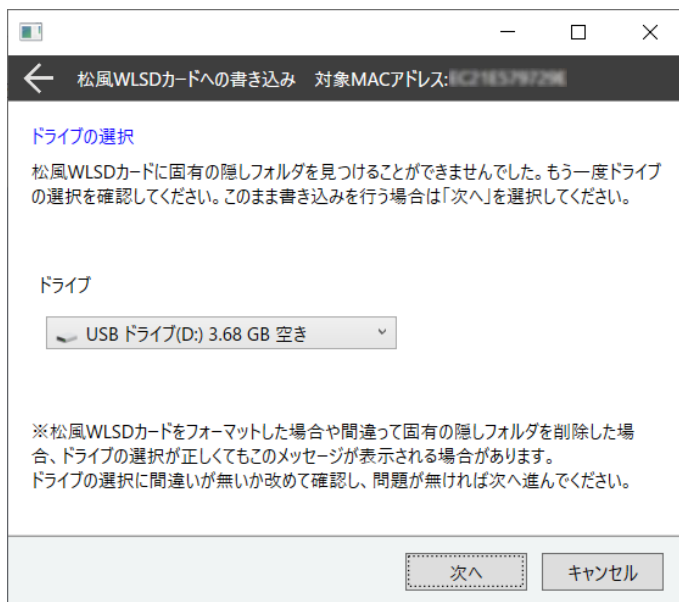 松風WLSDカードへの書き込み 対象MACアドレス:
ドライブの選択
松風WLSDカードに固有の隠しフォルダを見つけることができませんでした。もう一度ドライブ
の選択を確認してください。このまま書き込みを行う場合は「次へ」を選択してください。
ドライブ
USB ドライブ(D:) 3.68 GB 空き
※松風WLSDカードをフォーマットした場合や間違って固有の隠しフォルダを削除した場
合、ドライブの選択が正しくてもこのメッセージが表示される場合があります。
ドライブの選択に間違いが無いか改めて確認し、問題が無ければ次へ進んでください。
次へ
キャンセル